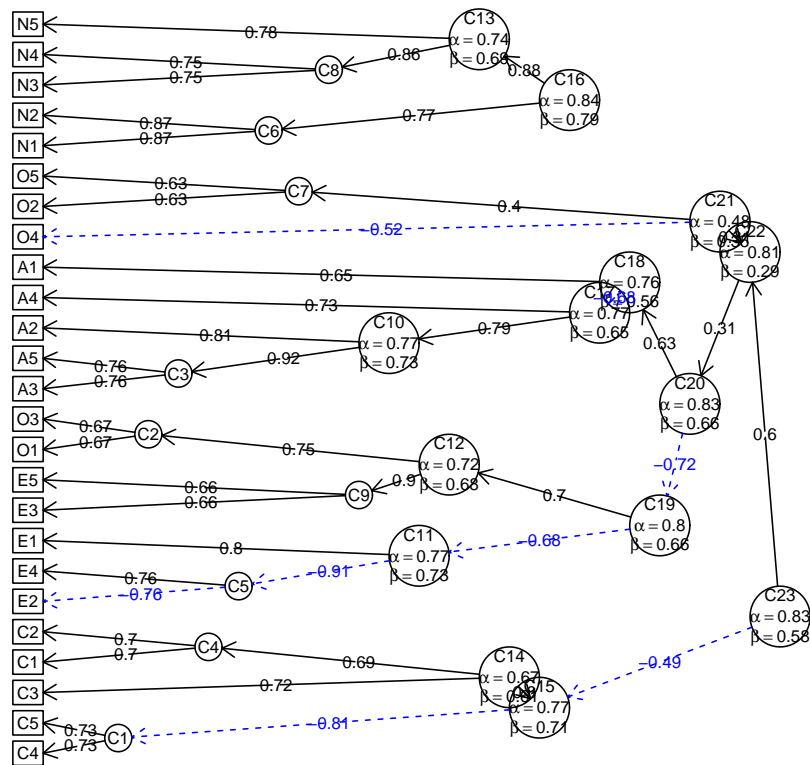 N5
0.78
C13
α = 0.74
β = 0.69
N4
0.75
C8
0.86
N3
0.75
0.88
C16
α = 0.84
β = 0.79
N2
0.87
C6
0.77
N1
0.87
O5
0.63
C7
0.4
C21
α = 0.48
O2
0.63
O4
−0.52
C22
α = 0.81
β = 0.29
A1
0.65
C18
α = 0.76
A4
0.73
α = 0.77
β = 0.65
A2
0.81
C10
α = 0.77
β = 0.73
0.79
A5
0.76
C3
0.92
A3
0.76
0.63
0.31
C20
α = 0.83
β = 0.66
O3
0.67
C2
0.75
O1
0.67
C12
α = 0.72
β = 0.68
−0.72
0.6
E5
0.66
C9
0.9
0.7
E3
0.66
C19
α = 0.8
β = 0.66
E1
0.8
C11
α = 0.77
β = 0.73
−0.68
E4
0.76
C5
−0.91
E2
−0.76
C23
α = 0.83
β = 0.58
C2
0.7
C4
0.69
C1
0.7
−0.49
C3
0.72
C14
α = 0.67
C15
α = 0.77
β = 0.71
C5
0.73
C1
−0.81
C4
0.73